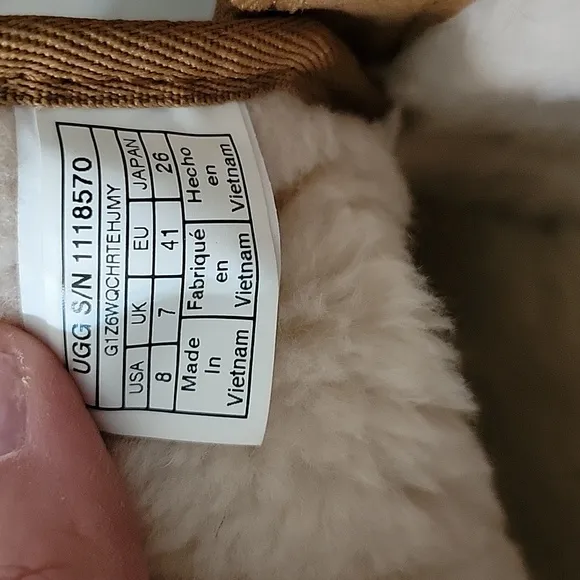 UGG S/N 1118570
G1Z6WQCHRTEHJMY
USA UK EU JAPAN
8 7 41 26
Made In Vietnam
Fabriqué en Vietnam
Hecho en Vietnam